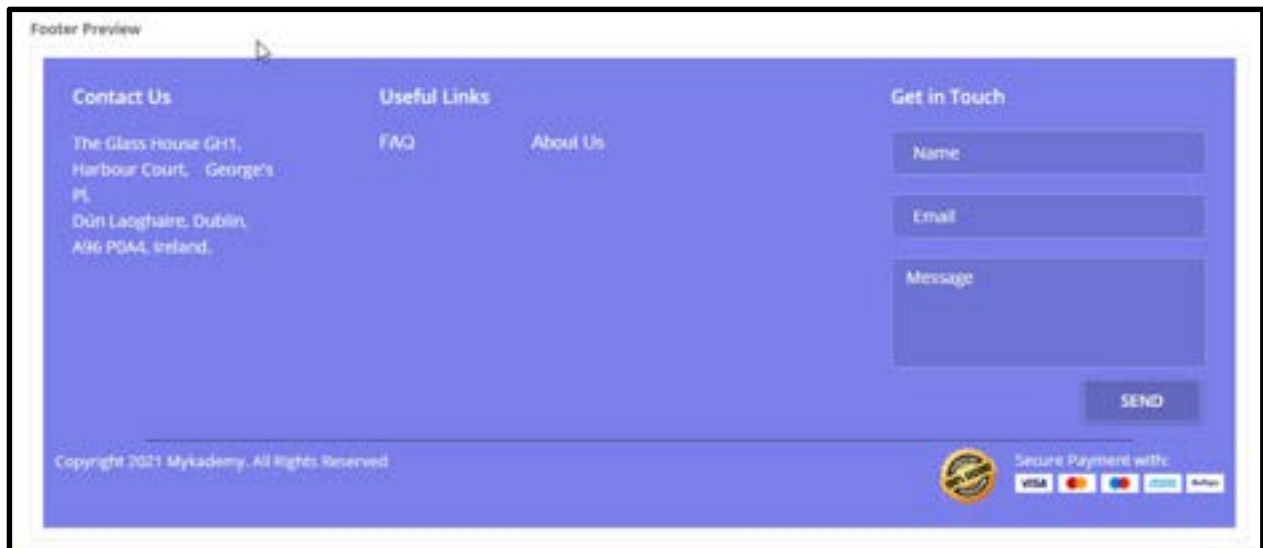 Footer Preview
Contact Us
The Glass House GH1,
Harbour Court, George's
Pl,
Dún Laoghaire, Dublin,
A96 P0A4, Ireland.
Useful Links
FAQ
About Us
Get in Touch
Name
Email
Message
SEND
Copyright 2021 Mykademy. All Rights Reserved
Secure Payment with:
VISA